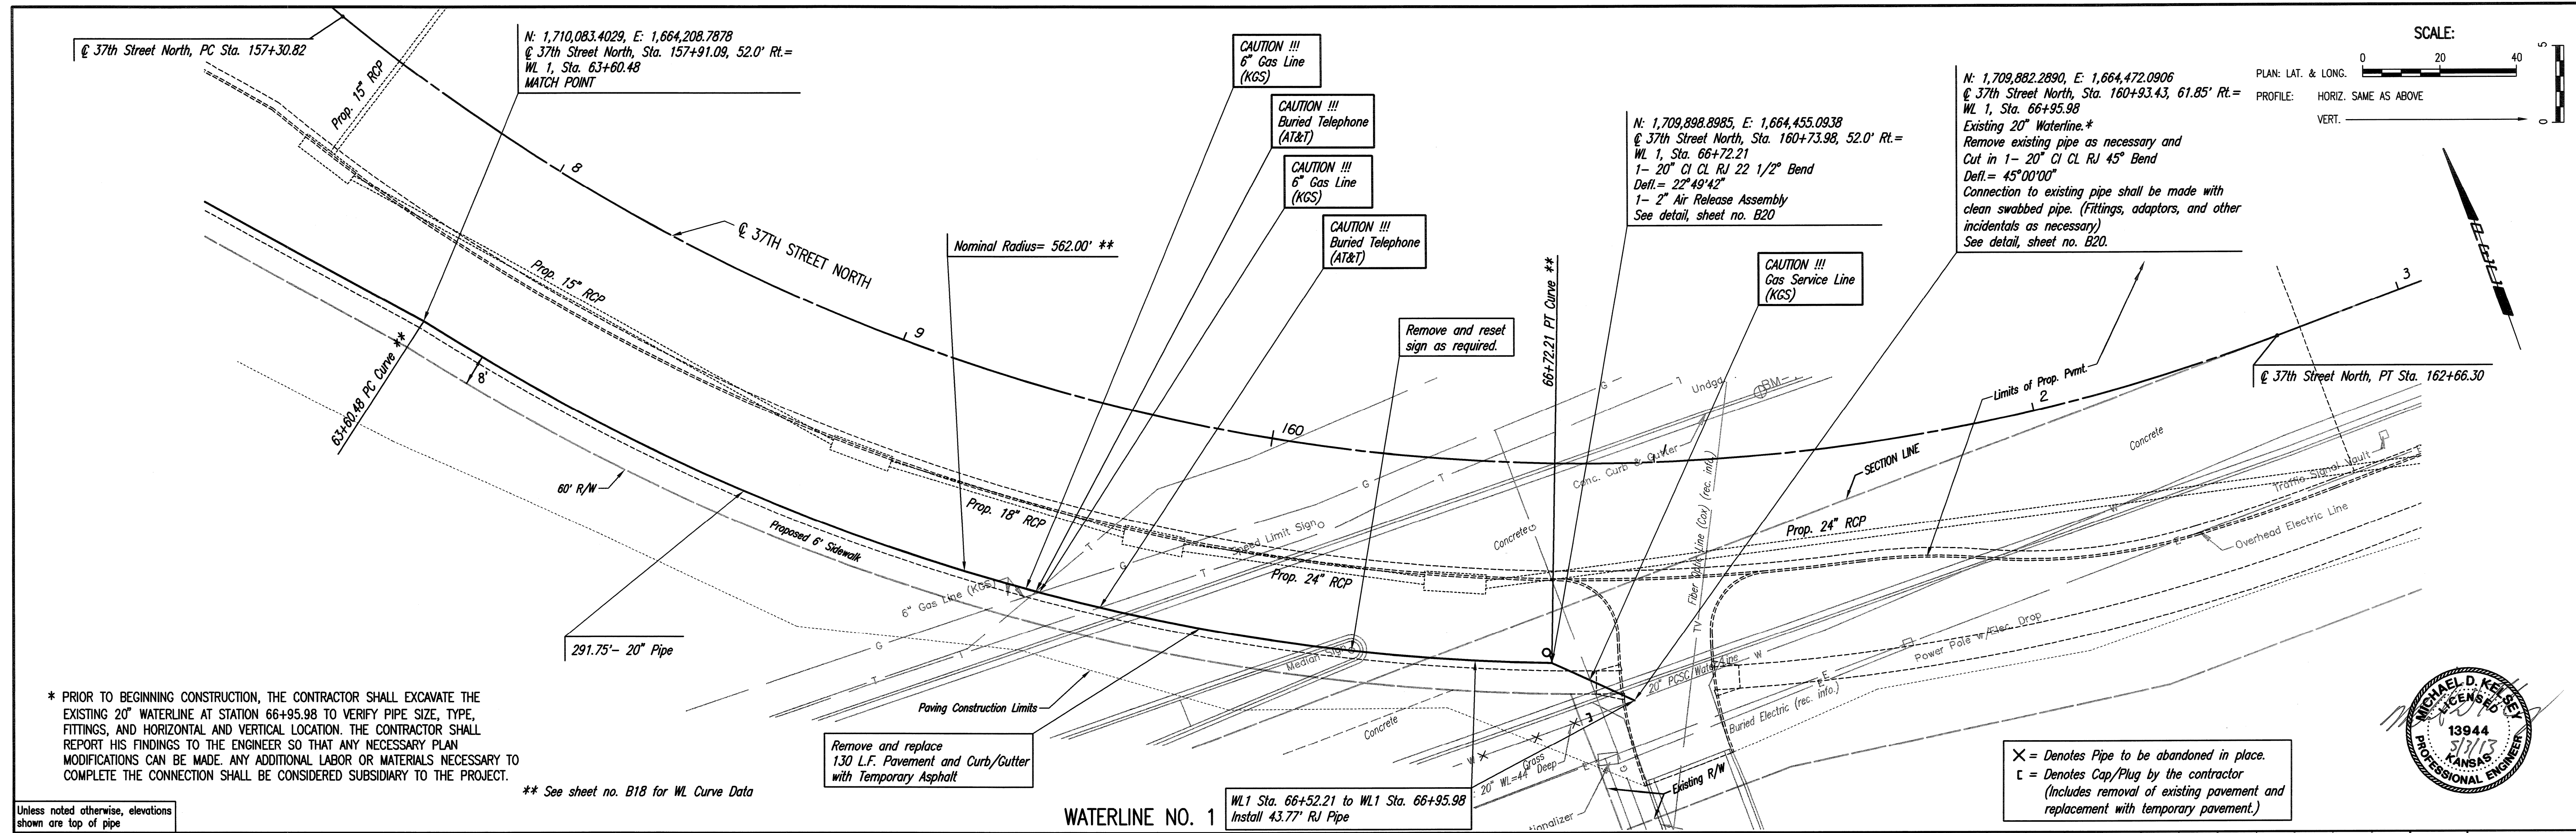 ℄ 37th Street North, PC Sta. 157+30.82
Prop. 15" RCP
N: 1,710,083.4029, E: 1,664,208.7878
℄ 37th Street North, Sta. 157+91.09, 52.0' Rt.=
WL 1, Sta. 63+60.48
MATCH POINT
CAUTION !!!
6" Gas Line
(KGS)
CAUTION !!!
Buried Telephone
(AT&T)
CAUTION !!!
6" Gas Line
(KGS)
CAUTION !!!
Buried Telephone
(AT&T)
N: 1,709,898.8985, E: 1,664,455.0938
℄ 37th Street North, Sta. 160+73.98, 52.0' Rt.=
WL 1, Sta. 66+72.21
1- 20" CI CL RJ 22 1/2° Bend
Defl.= 22°49'42"
1- 2" Air Release Assembly
See detail, sheet no. B20
N: 1,709,882.2890, E: 1,664,472.0906
℄ 37th Street North, Sta. 160+93.43, 61.85' Rt.=
WL 1, Sta. 66+95.98
Existing 20" Waterline.*
Remove existing pipe as necessary and
Cut in 1- 20" CI CL RJ 45° Bend
Defl.= 45°00'00"
Connection to existing pipe shall be made with
clean swabbed pipe. (Fittings, adaptors, and other
incidentals as necessary)
See detail, sheet no. B20.
SCALE:
0 20 40
PLAN: LAT. & LONG.
PROFILE: HORIZ. SAME AS ABOVE
VERT.
5
0
8
℄ 37TH STREET NORTH
Nominal Radius= 562.00' **
Prop. 15" RCP
9
CAUTION !!!
Gas Service Line
(KGS)
66+72.21 PT Curve **
Remove and reset
sign as required.
3
℄ 37th Street North, PT Sta. 162+66.30
Limits of Prop. Pvmt.
2
63+60.48 PC Curve **
8'
160
G
T
Undgd.
BM
1
Conc. Curb & Gutter
SECTION LINE
Concrete
Traffic Signal Vault
60' R/W
Proposed 6' Sidewalk
Prop. 18" RCP
Speed Limit Sign
Concrete
Fiber Optic Line (Cox) (rec. info.)
TV
Prop. 24" RCP
Overhead Electric Line
6" Gas Line (KGS)
Prop. 24" RCP
Power Pole w/Elec. Drop
291.75'- 20" Pipe
Median Sign
20" PCSC WaterLine
W
Buried Electric (rec. info.)
Paving Construction Limits
Concrete
Grass
20" WL=44" Deep
Existing R/W
Remove and replace
130 L.F. Pavement and Curb/Gutter
with Temporary Asphalt
* PRIOR TO BEGINNING CONSTRUCTION, THE CONTRACTOR SHALL EXCAVATE THE
EXISTING 20" WATERLINE AT STATION 66+95.98 TO VERIFY PIPE SIZE, TYPE,
FITTINGS, AND HORIZONTAL AND VERTICAL LOCATION. THE CONTRACTOR SHALL
REPORT HIS FINDINGS TO THE ENGINEER SO THAT ANY NECESSARY PLAN
MODIFICATIONS CAN BE MADE. ANY ADDITIONAL LABOR OR MATERIALS NECESSARY TO
COMPLETE THE CONNECTION SHALL BE CONSIDERED SUBSIDIARY TO THE PROJECT.
** See sheet no. B18 for WL Curve Data
Unless noted otherwise, elevations
shown are top of pipe
WATERLINE NO. 1
WL1 Sta. 66+52.21 to WL1 Sta. 66+95.98
Install 43.77' RJ Pipe
tionalizer
X = Denotes Pipe to be abandoned in place.
C = Denotes Cap/Plug by the contractor
(Includes removal of existing pavement and
replacement with temporary pavement.)
MICHAEL D. KELSEY
LICENSED
13944
5/3/13
KANSAS
PROFESSIONAL ENGINEER